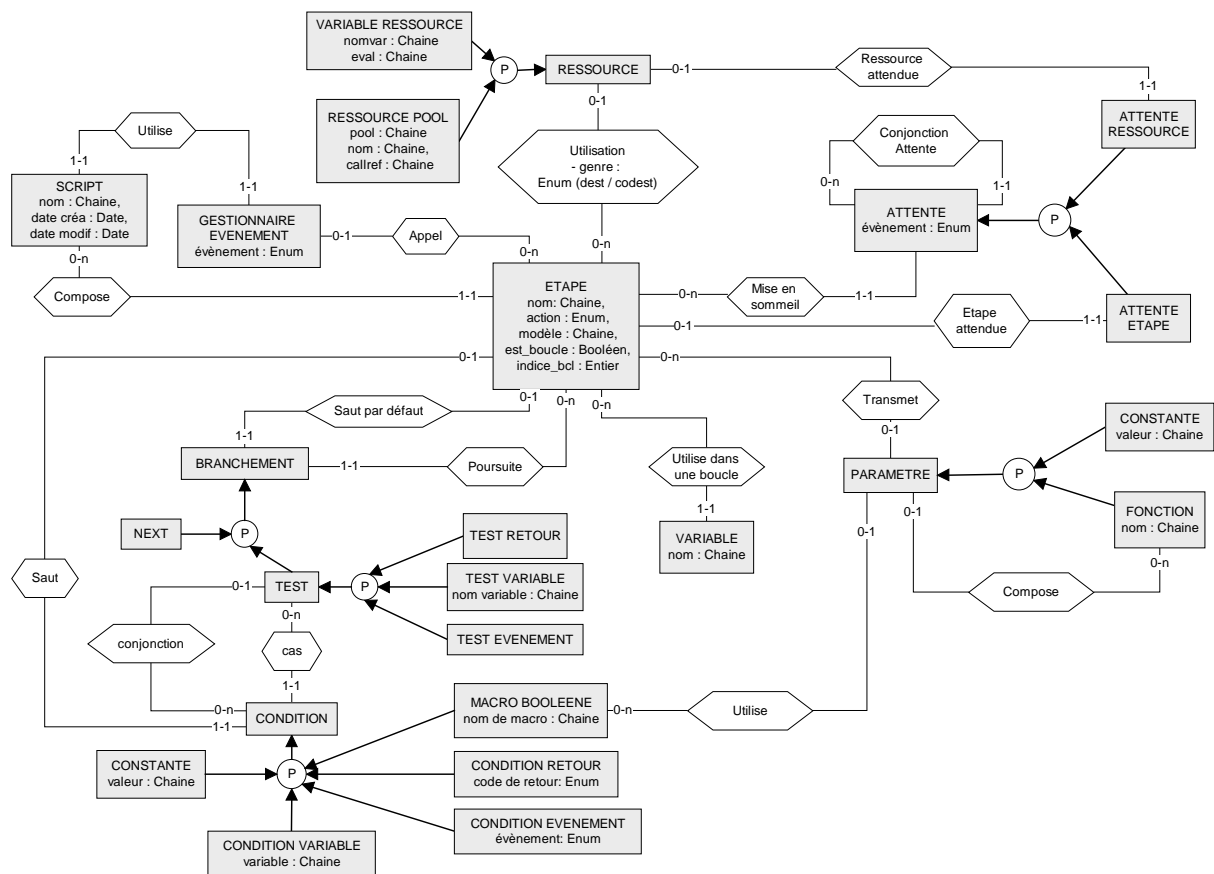 VARIABLE RESSOURCE
nomvar : Chaine
eval : Chaine
P
RESSOURCE
0-1
Ressource
attendue
0-1
1-1
RESSOURCE POOL
pool : Chaine
nom : Chaine,
callref : Chaine
Utilisation
- genre :
Enum (dest / codest)
0-n
ATTENTE
RESSOURCE
Conjonction
Attente
0-n
1-1
ATTENTE
évènement : Enum
P
Utilise
1-1
1-1
SCRIPT
nom : Chaine,
date créa : Date,
date modif : Date
0-n
GESTIONNAIRE
EVENEMENT
évènement : Enum
0-1
Appel
0-n
Compose
1-1
ETAPE
nom: Chaine,
action : Enum,
modèle : Chaine,
est_boucle : Booléen,
indice_bcl : Entier
0-n
Mise en
sommeil
1-1
0-1
Etape
attendue
1-1
ATTENTE
ETAPE
0-1
0-n
0-1
0-n
0-n
Saut par défaut
1-1
BRANCHEMENT
1-1
Poursuite
Utilise dans
une boucle
1-1
VARIABLE
nom : Chaine
Transmet
0-1
PARAMETRE
0-1
0-1
P
CONSTANTE
valeur : Chaine
FONCTION
nom : Chaine
0-n
Compose
NEXT
P
TEST RETOUR
Saut
0-1
TEST
P
TEST VARIABLE
nom variable : Chaine
0-n
TEST EVENEMENT
conjonction
cas
1-1
0-n
1-1
CONDITION
MACRO BOOLEENE
nom de macro : Chaine
0-n
Utilise
CONSTANTE
valeur : Chaine
P
CONDITION RETOUR
code de retour: Enum
CONDITION EVENEMENT
évènement: Enum
CONDITION VARIABLE
variable : Chaine